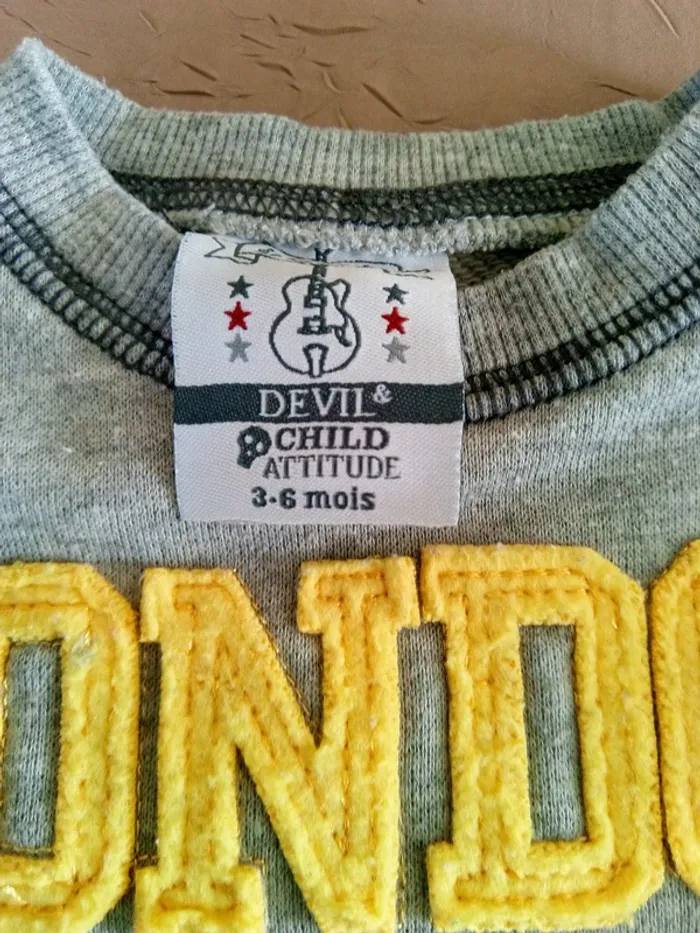 DEVIL &
CHILD
ATTITUDE
3-6 mois
ONDO